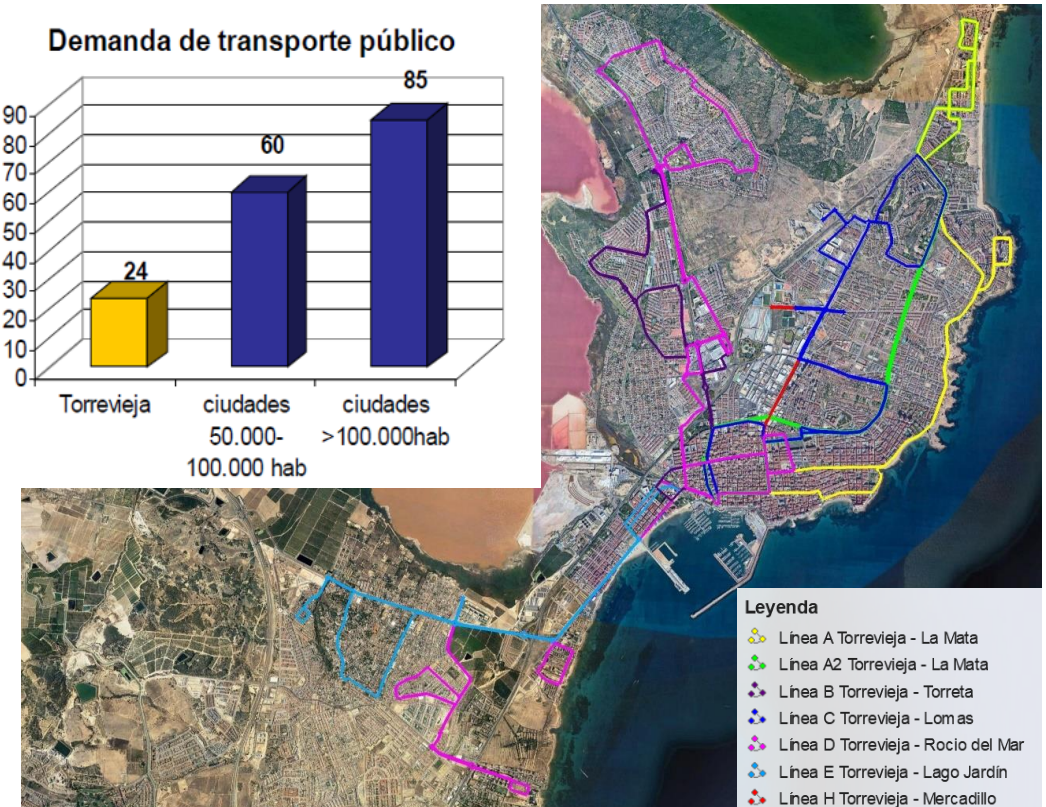 Demanda de transporte público
85
60
24
90
80
70
60
50
40
30
20
10
0
Torrevieja
ciudades
50.000-
100.000 hab
ciudades
>100.000hab
Leyenda
Línea A Torrevieja - La Mata
Línea A2 Torrevieja - La Mata
Línea B Torrevieja - Torreta
Línea C Torrevieja - Lomas
Línea D Torrevieja - Rocio del Mar
Línea E Torrevieja - Lago Jardín
Línea H Torrevieja - Mercadillo